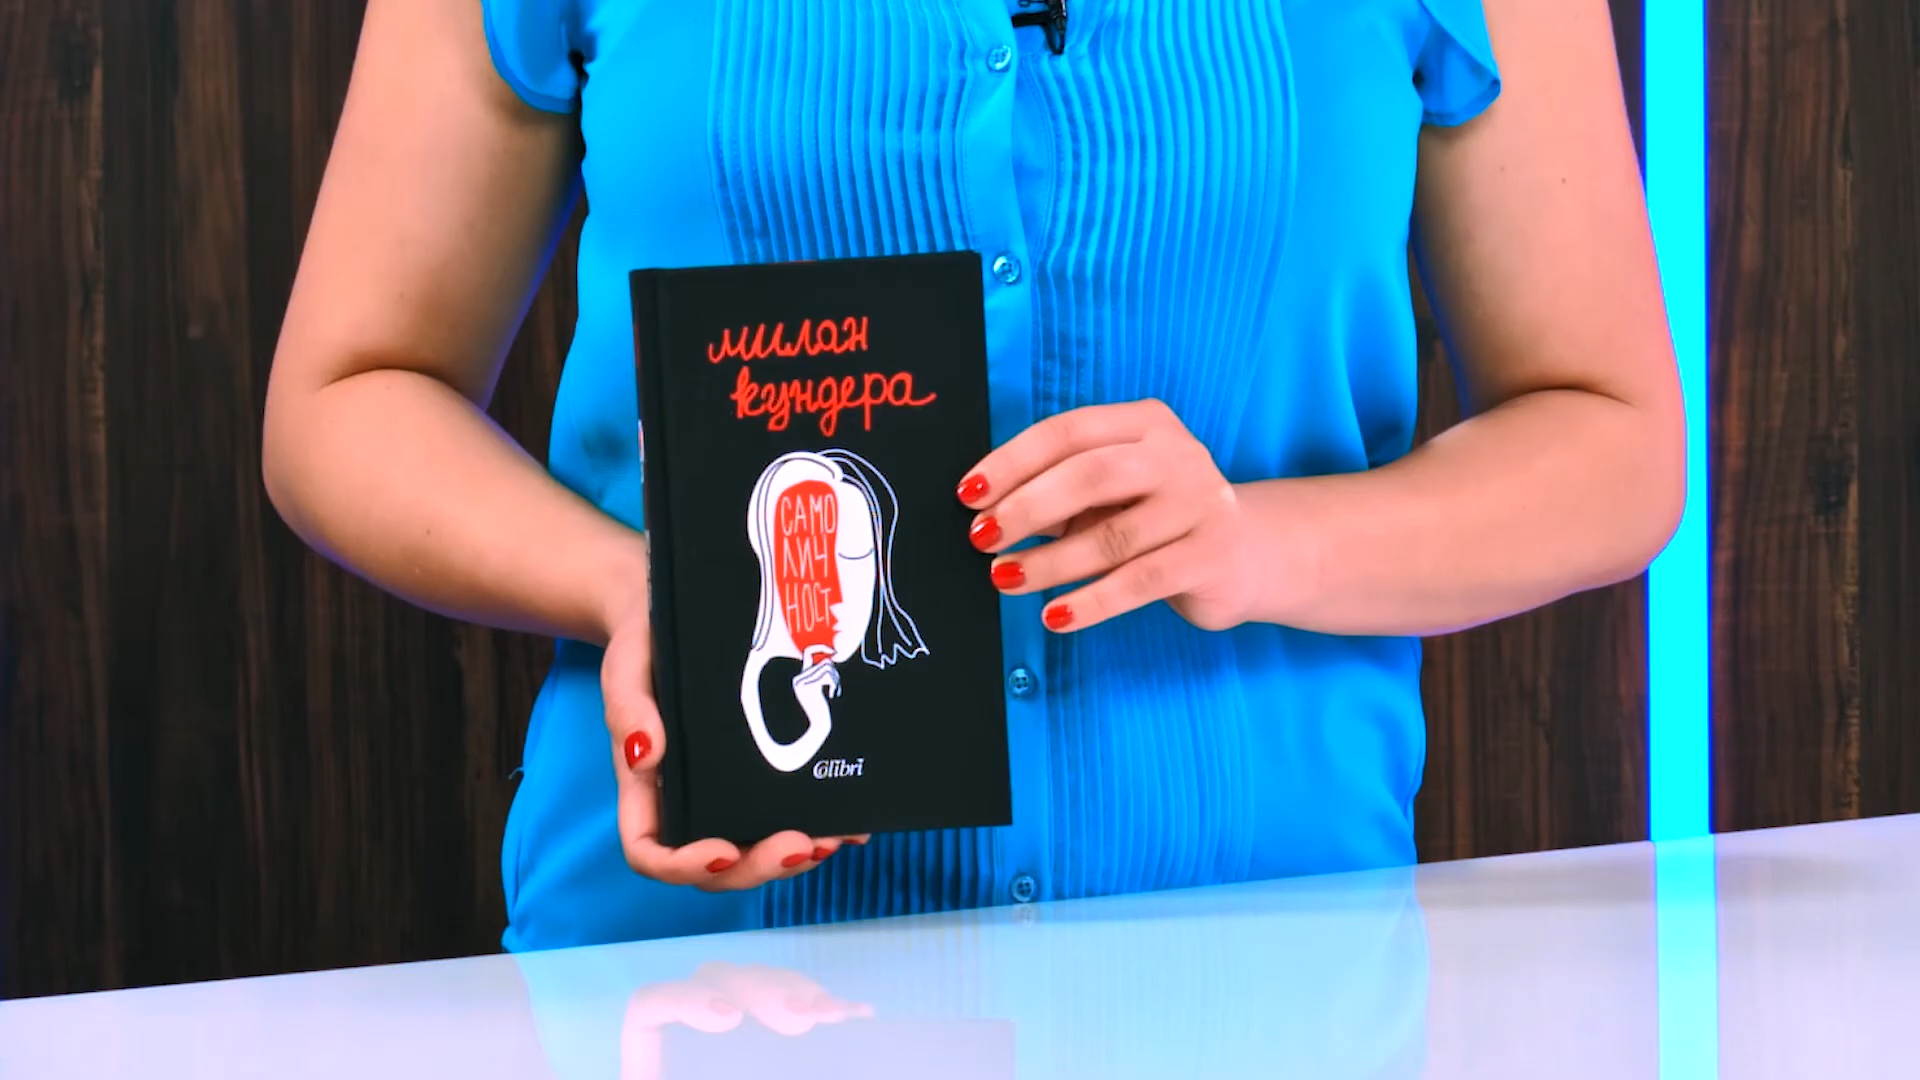 милан
кундера
САМО
ЛИЧ
НОСТ
Colibri